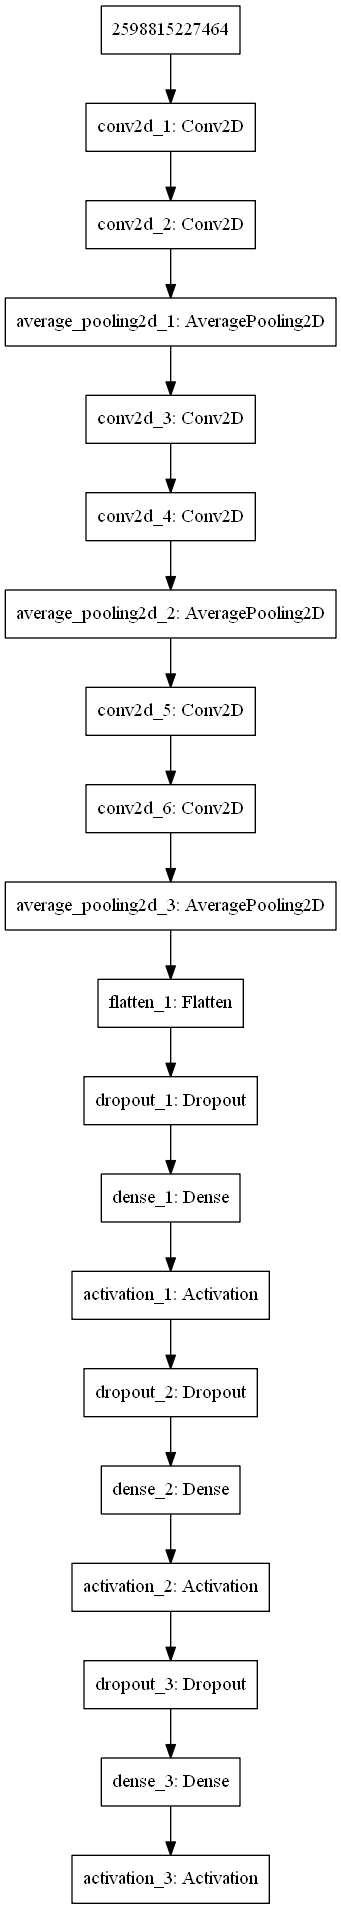 2598815227464
conv2d_1: Conv2D
conv2d_2: Conv2D
average_pooling2d_1: AveragePooling2D
conv2d_3: Conv2D
conv2d_4: Conv2D
average_pooling2d_2: AveragePooling2D
conv2d_5: Conv2D
conv2d_6: Conv2D
average_pooling2d_3: AveragePooling2D
flatten_1: Flatten
dropout_1: Dropout
dense_1: Dense
activation_1: Activation
dropout_2: Dropout
dense_2: Dense
activation_2: Activation
dropout_3: Dropout
dense_3: Dense
activation_3: Activation